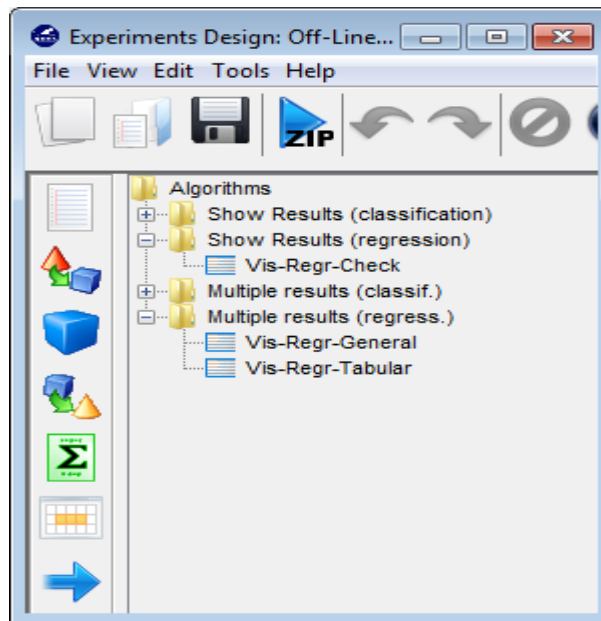 Experiments Design: Off-Line...
File View Edit Tools Help
ZIP
Algorithms
Show Results (classification)
Show Results (regression)
Vis-Regr-Check
Multiple results (classif.)
Multiple results (regress.)
Vis-Regr-General
Vis-Regr-Tabular
Σ